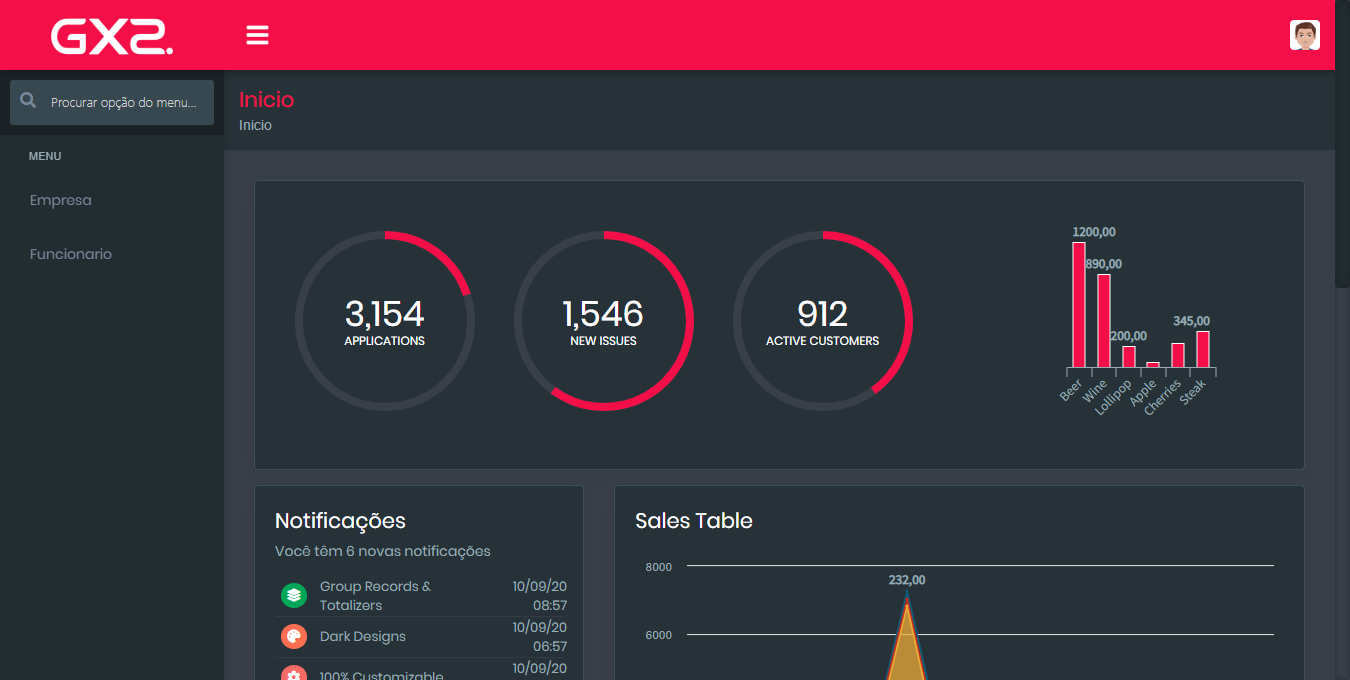 GX2.
Procurar opção do menu...
Inicio
Inicio
MENU
Empresa
Funcionario
3,154
APPLICATIONS
1,546
NEW ISSUES
912
ACTIVE CUSTOMERS
1200,00
890,00
200,00
345,00
Beer
Wine
Lollipop
Apple
Cherries
Steak
Notificações
Você têm 6 novas notificações
Group Records &
Totalizers
10/09/20
08:57
Dark Designs
10/09/20
06:57
100% Customizable
10/09/20
Sales Table
8000
232,00
6000